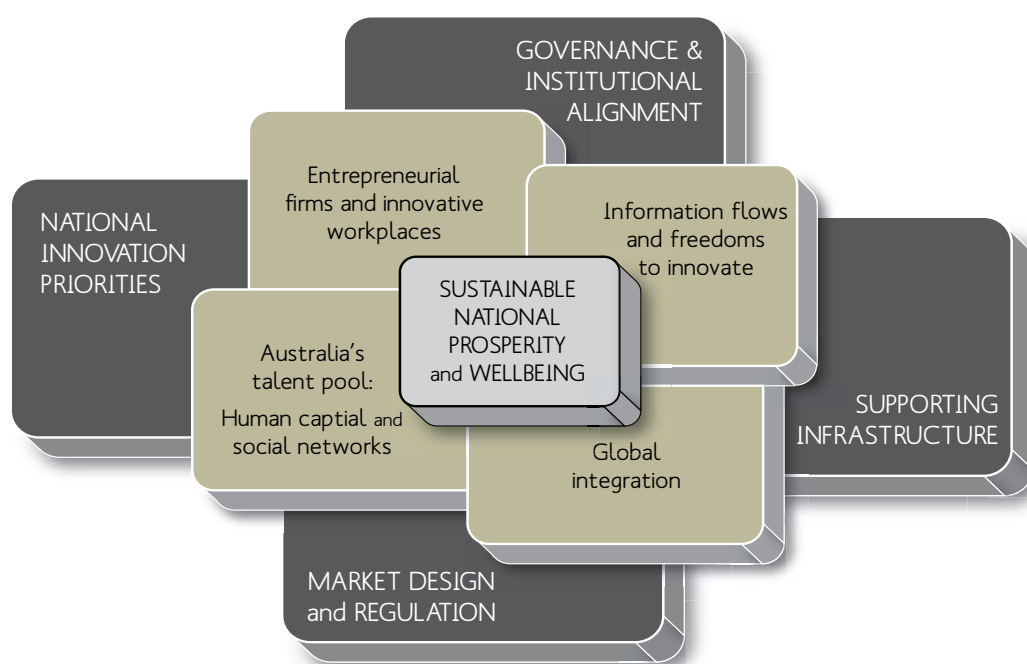 GOVERNANCE &
INSTITUTIONAL
ALIGNMENT
Entrepreneurial
firms and innovative
workplaces
Information flows
and freedoms
to innovate
NATIONAL
INNOVATION
PRIORITIES
SUSTAINABLE
NATIONAL
PROSPERITY
and WELLBEING
Australia's
talent pool:
Human captial and
social networks
SUPPORTING
INFRASTRUCTURE
Global
integration
MARKET DESIGN
and REGULATION